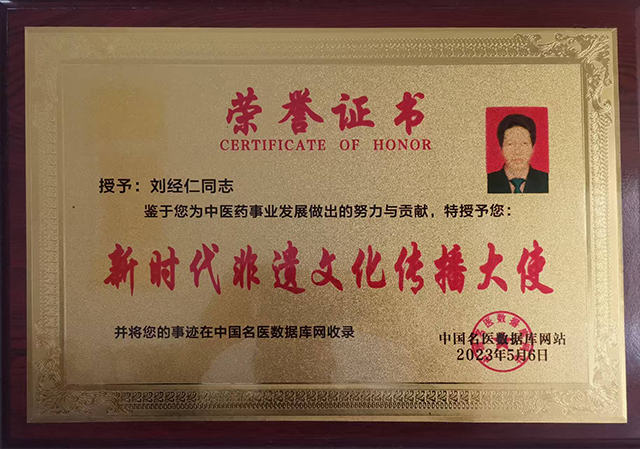 荣誉证书
CERTIFICATE OF HONOR
授予：刘经仁同志
鉴于您为中医药事业发展做出的努力与贡献，特授予您：
新时代非遗文化传播大使
并将您的事迹在中国名医数据库网收录
中国名医数据库网站
2023年5月6日